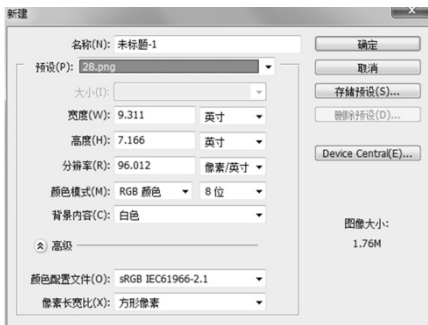 新建
名称(N): 未标题-1
确定
预设(P): 28.png
取消
大小(I):
存储预设(S)...
宽度(W): 9.311 英寸
删除预设(D)...
高度(H): 7.166 英寸
分辨率(R): 96.012 像素/英寸
Device Central(E)...
颜色模式(M): RGB 颜色 8 位
背景内容(C): 白色
图像大小:
高级
1.76M
颜色配置文件(O): sRGB IEC61966-2.1
像素长宽比(X): 方形像素